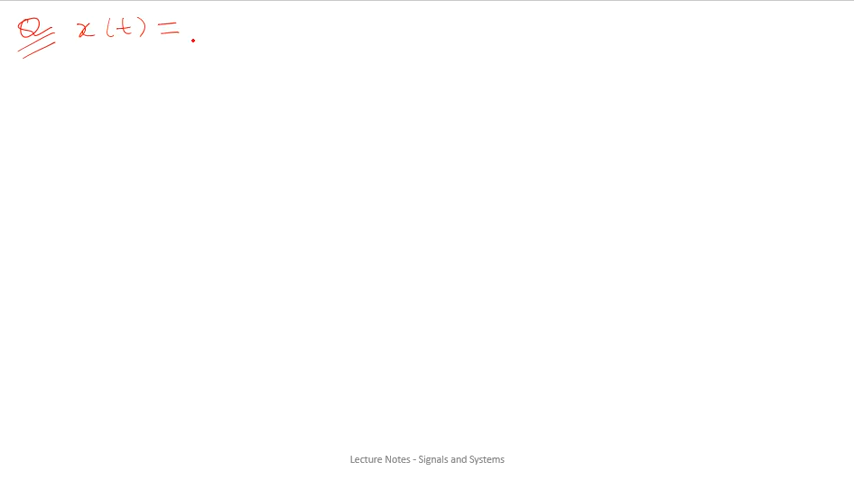 Q x(t) =
Lecture Notes - Signals and Systems